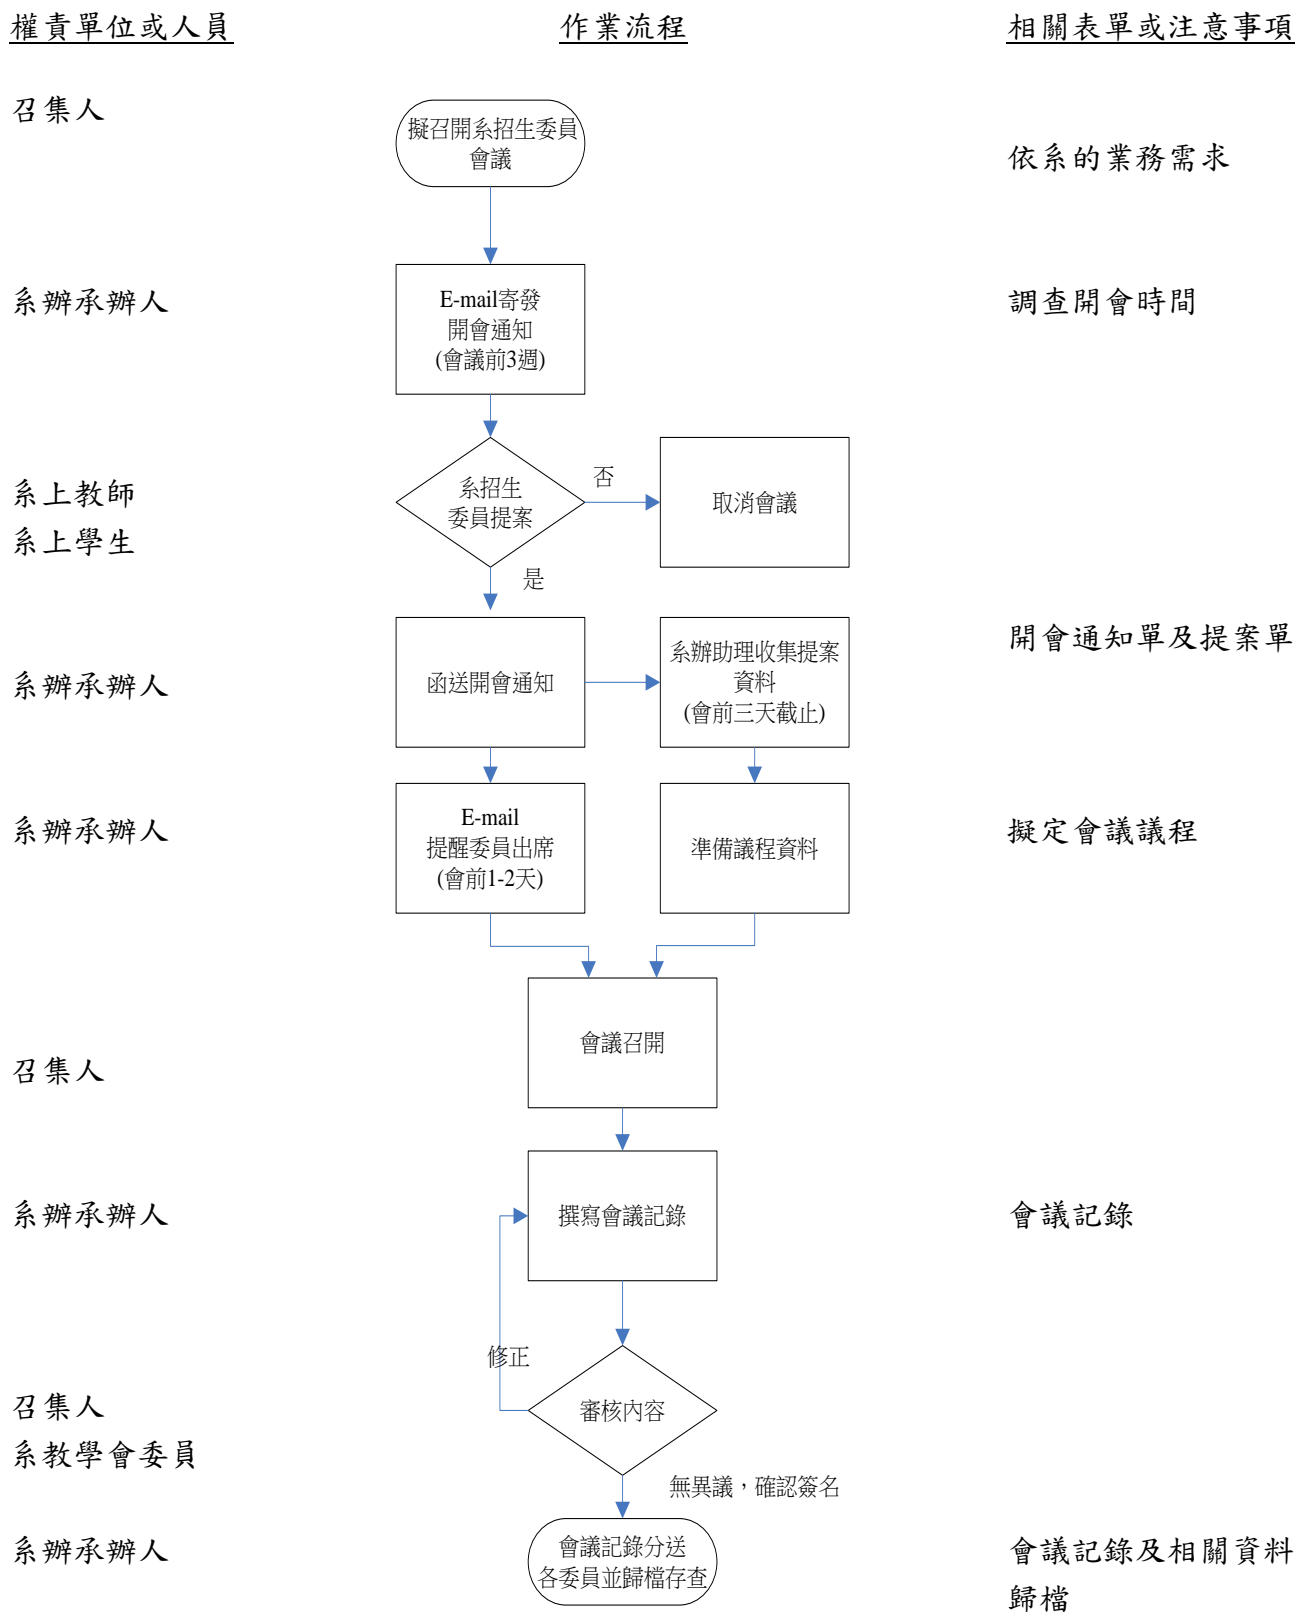 權責單位或人員
作業流程
相關表單或注意事項
召集人
擬召開系招生委員
會議
依系的業務需求
系辦承辦人
E-mail寄發
開會通知
(會議前3週)
調查開會時間
系上教師
系上學生
系招生
委員提案
否
取消會議
是
系辦承辦人
函送開會通知
系辦助理收集提案
資料
(會前三天截止)
開會通知單及提案單
系辦承辦人
E-mail
提醒委員出席
(會前1-2天)
準備議程資料
擬定會議議程
召集人
會議召開
系辦承辦人
撰寫會議記錄
會議記錄
修正
召集人
系教學會委員
審核內容
無異議，確認簽名
系辦承辦人
會議記錄分送
各委員並歸檔存查
會議記錄及相關資料
歸檔